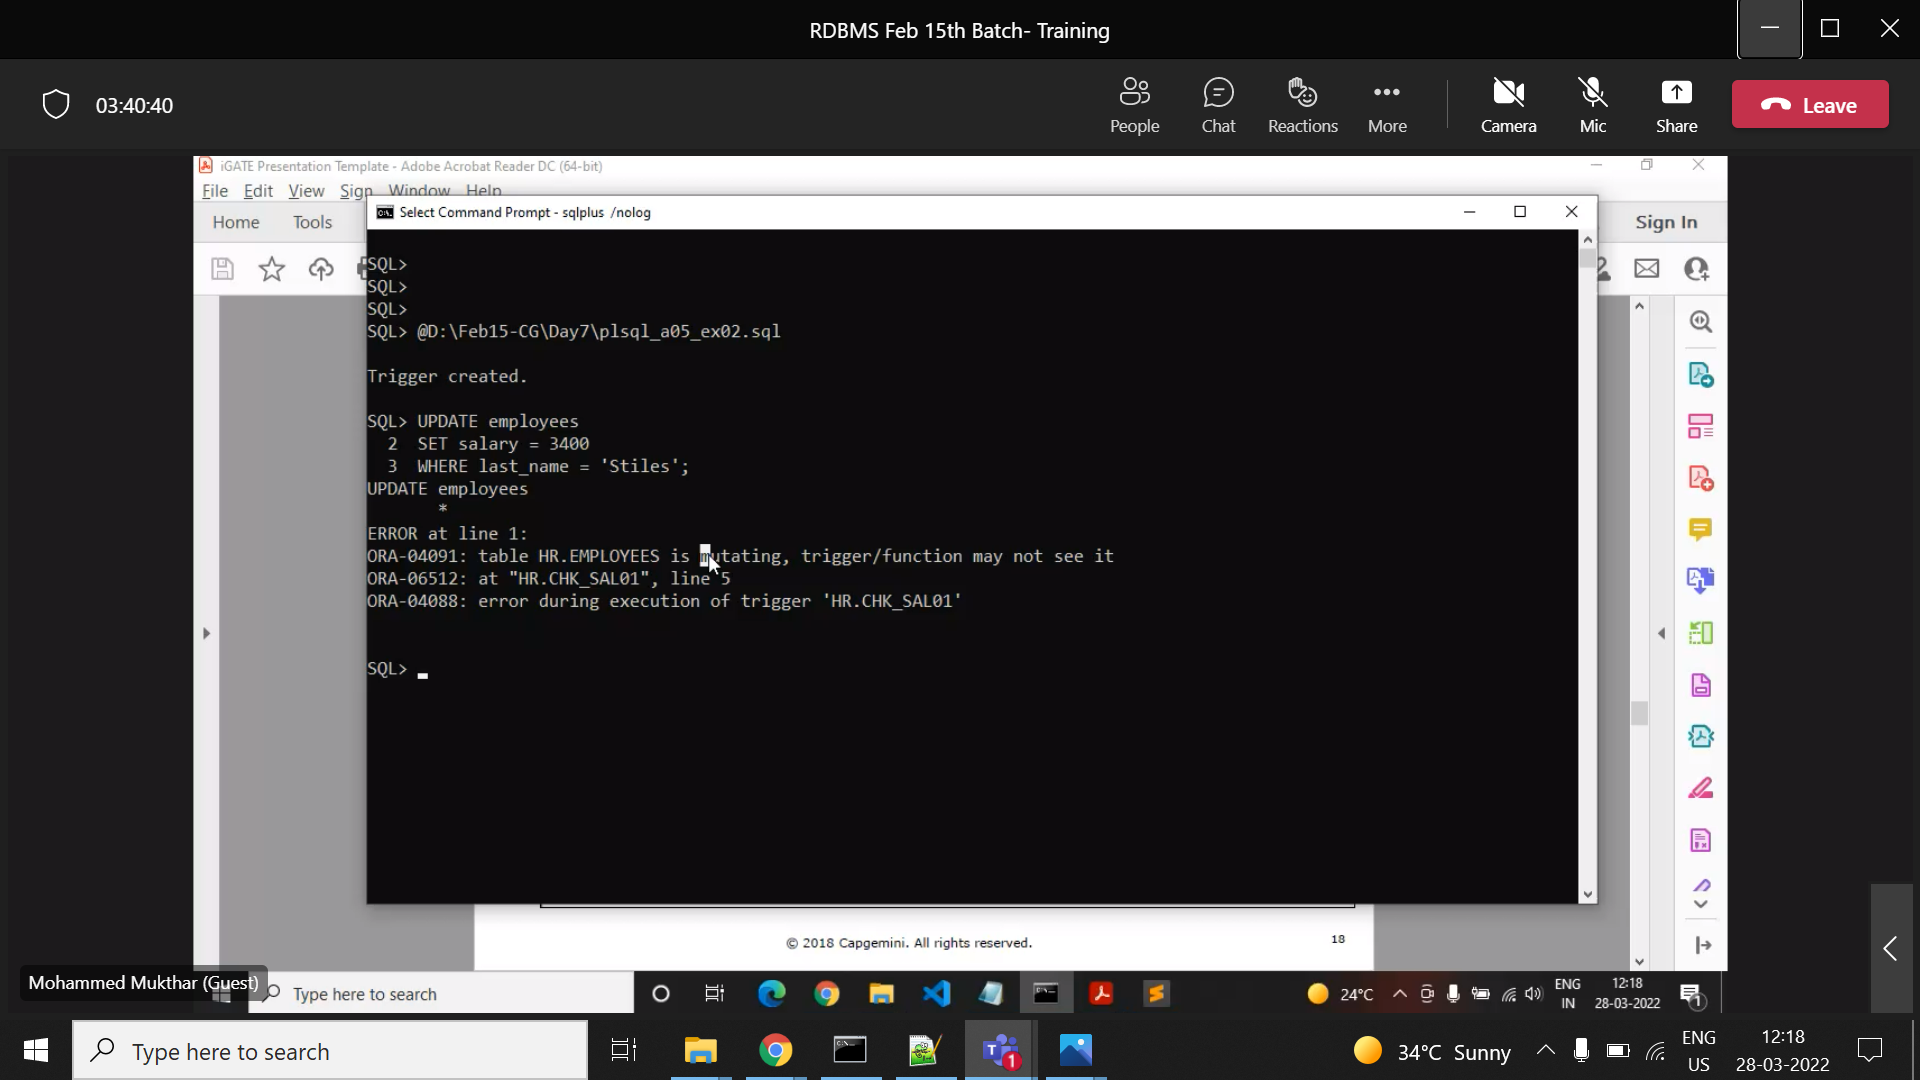 RDBMS Feb 15th Batch- Training
03:40:40
People
Chat
Reactions
More
Camera
Mic
Share
Leave
iGATE Presentation Template - Adobe Acrobat Reader DC (64-bit)
File Edit View Sign Window Help
Home Tools
Sign In
Select Command Prompt - sqlplus /nolog
SQL>
SQL>
SQL>
SQL> @D:\Feb15-CG\Day7\plsql_a05_ex02.sql
Trigger created.
SQL> UPDATE employees
2 SET salary = 3400
3 WHERE last_name = 'Stiles';
UPDATE employees
*
ERROR at line 1:
ORA-04091: table HR.EMPLOYEES is mutating, trigger/function may not see it
ORA-06512: at "HR.CHK_SAL01", line 5
ORA-04088: error during execution of trigger 'HR.CHK_SAL01'
SQL>
© 2018 Capgemini. All rights reserved.
18
Mohammed Mukthar (Guest)
Type here to search
24°C
ENG
IN
12:18
28-03-2022
1
Type here to search
1
34°C Sunny
ENG
US
12:18
28-03-2022